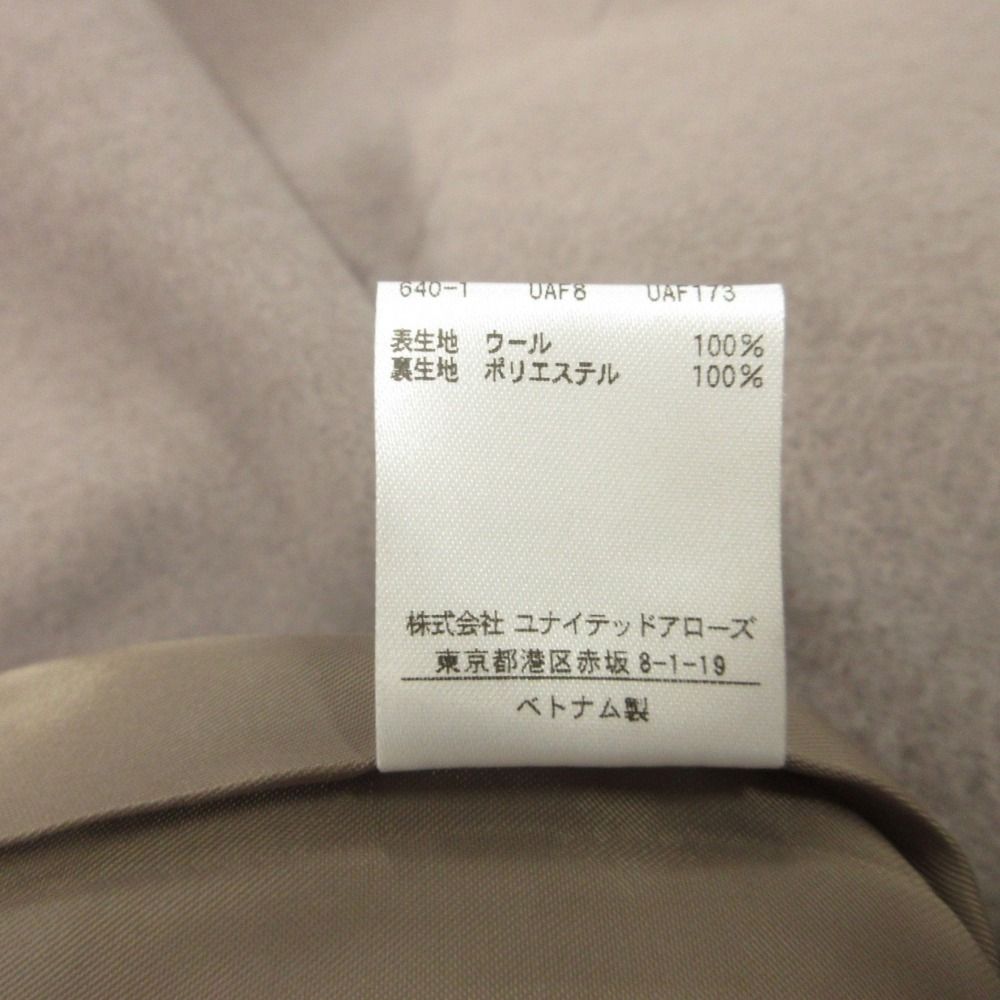 640-1 UAF8 UAF173
表生地 ウール 100%
裏生地 ポリエステル 100%
株式会社 ユナイテッドアローズ
東京都港区赤坂 8-1-19
ベトナム製